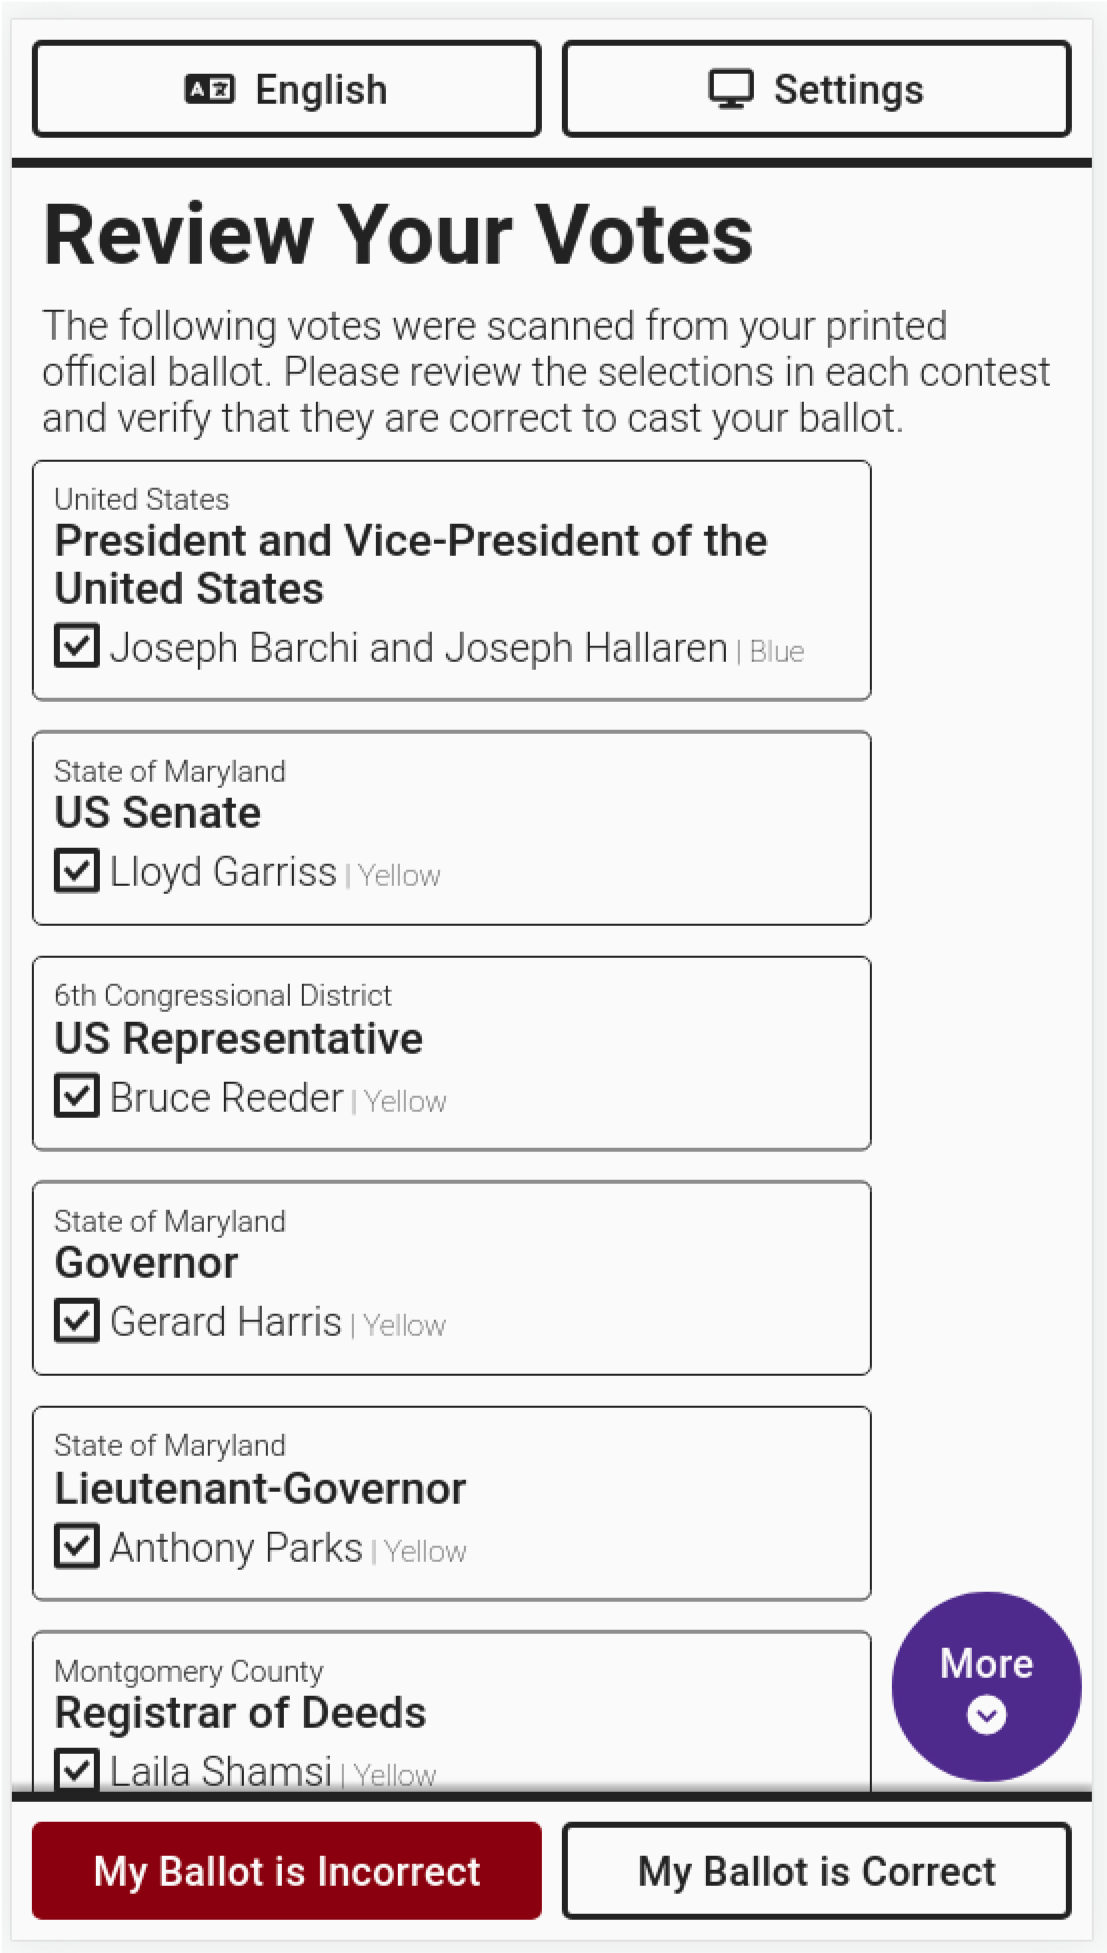 English
Settings
Review Your Votes
The following votes were scanned from your printed
official ballot. Please review the selections in each contest
and verify that they are correct to cast your ballot.
United States
President and Vice-President of the
United States
Joseph Barchi and Joseph Hallaren | Blue
State of Maryland
US Senate
Lloyd Garriss | Yellow
6th Congressional District
US Representative
Bruce Reeder | Yellow
State of Maryland
Governor
Gerard Harris | Yellow
State of Maryland
Lieutenant-Governor
Anthony Parks | Yellow
Montgomery County
Registrar of Deeds
Laila Shamsi | Yellow
More
My Ballot is Incorrect
My Ballot is Correct